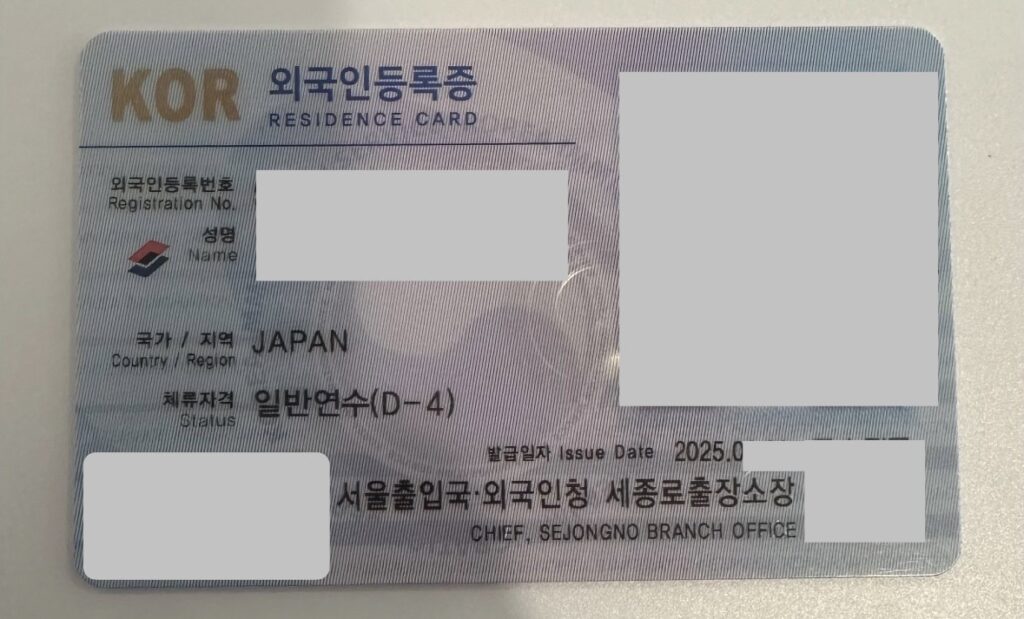 KOR 외국인등록증
RESIDENCE CARD
외국인등록번호
Registration No.
성명
Name
국가 / 지역 JAPAN
Country / Region
체류자격 일반연수(D-4)
Status
발급일자 Issue Date 2025.0
서울출입국·외국인청 세종로출장소장
CHIEF, SEJONGNO BRANCH OFFICE